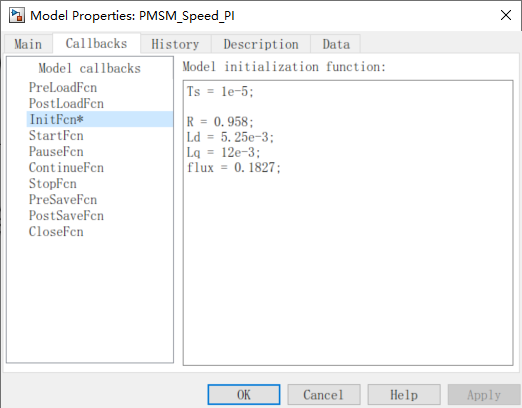 Model Properties: PMSM_Speed_PI
Main Callbacks History Description Data
Model callbacks
PreLoadFcn
PostLoadFcn
InitFcn*
StartFcn
PauseFcn
ContinueFcn
StopFcn
PreSaveFcn
PostSaveFcn
CloseFcn
Model initialization function:
Ts = 1e-5;
R = 0.958;
Ld = 5.25e-3;
Lq = 12e-3;
flux = 0.1827;
OK Cancel Help Apply